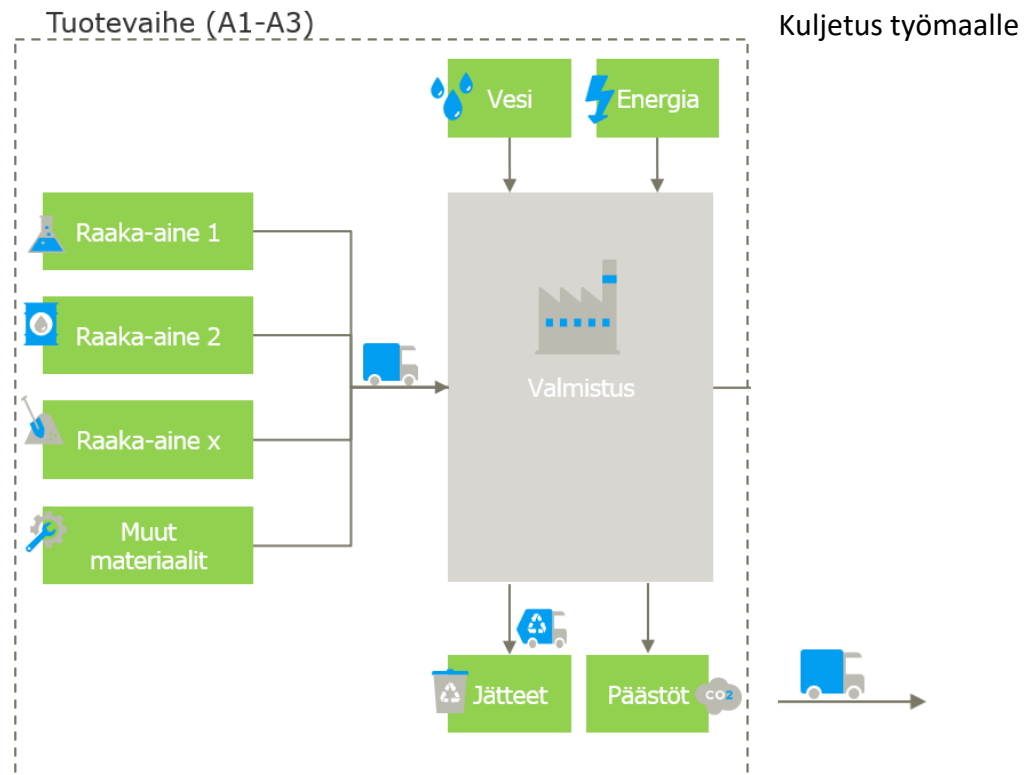 Tuotevaihe (A1-A3)
Kuljetus työmaalle
Vesi
Energia
Raaka-aine 1
Raaka-aine 2
Raaka-aine x
Muut
materiaalit
Valmistus
Jätteet
Päästöt
CO2